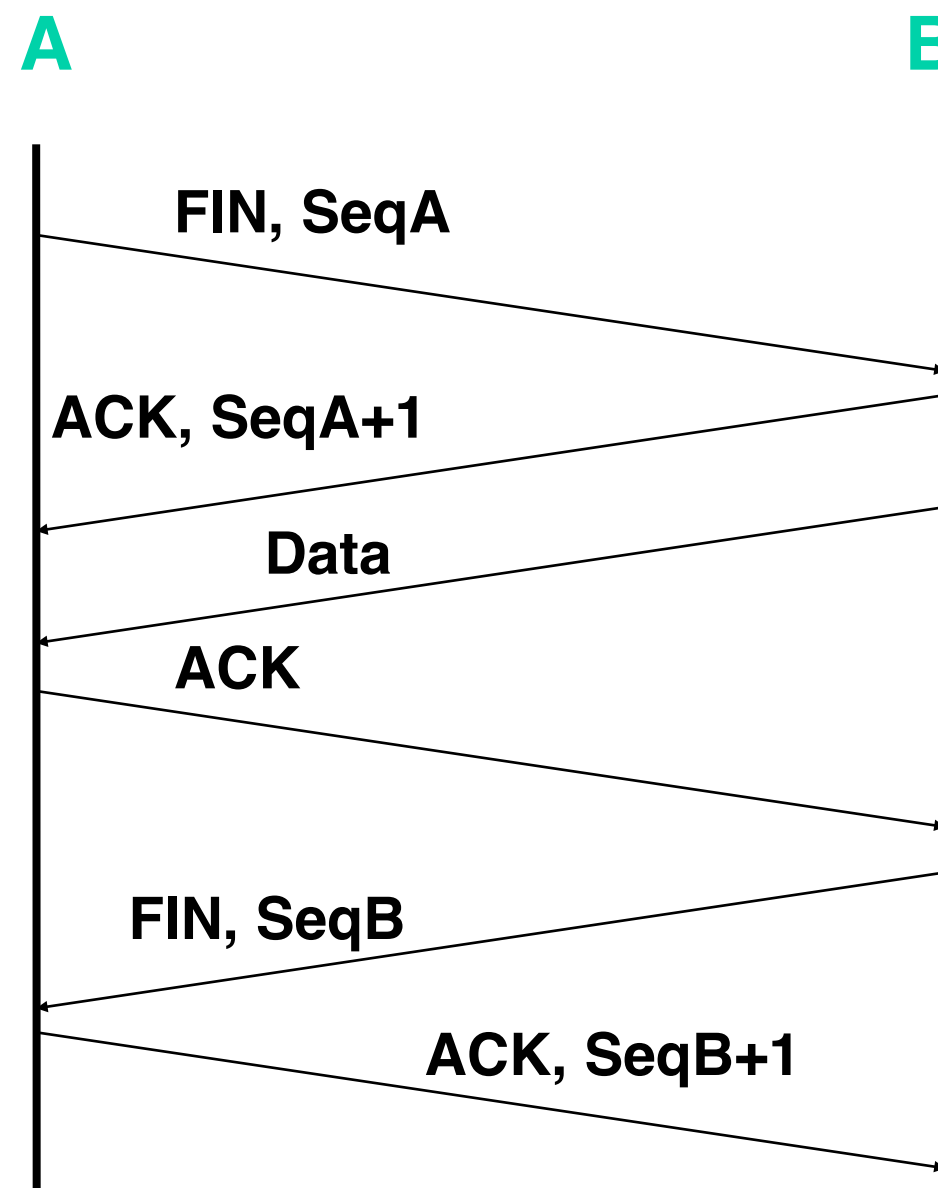 A B
FIN, SeqA
ACK, SeqA+1
Data
ACK
FIN, SeqB
ACK, SeqB+1